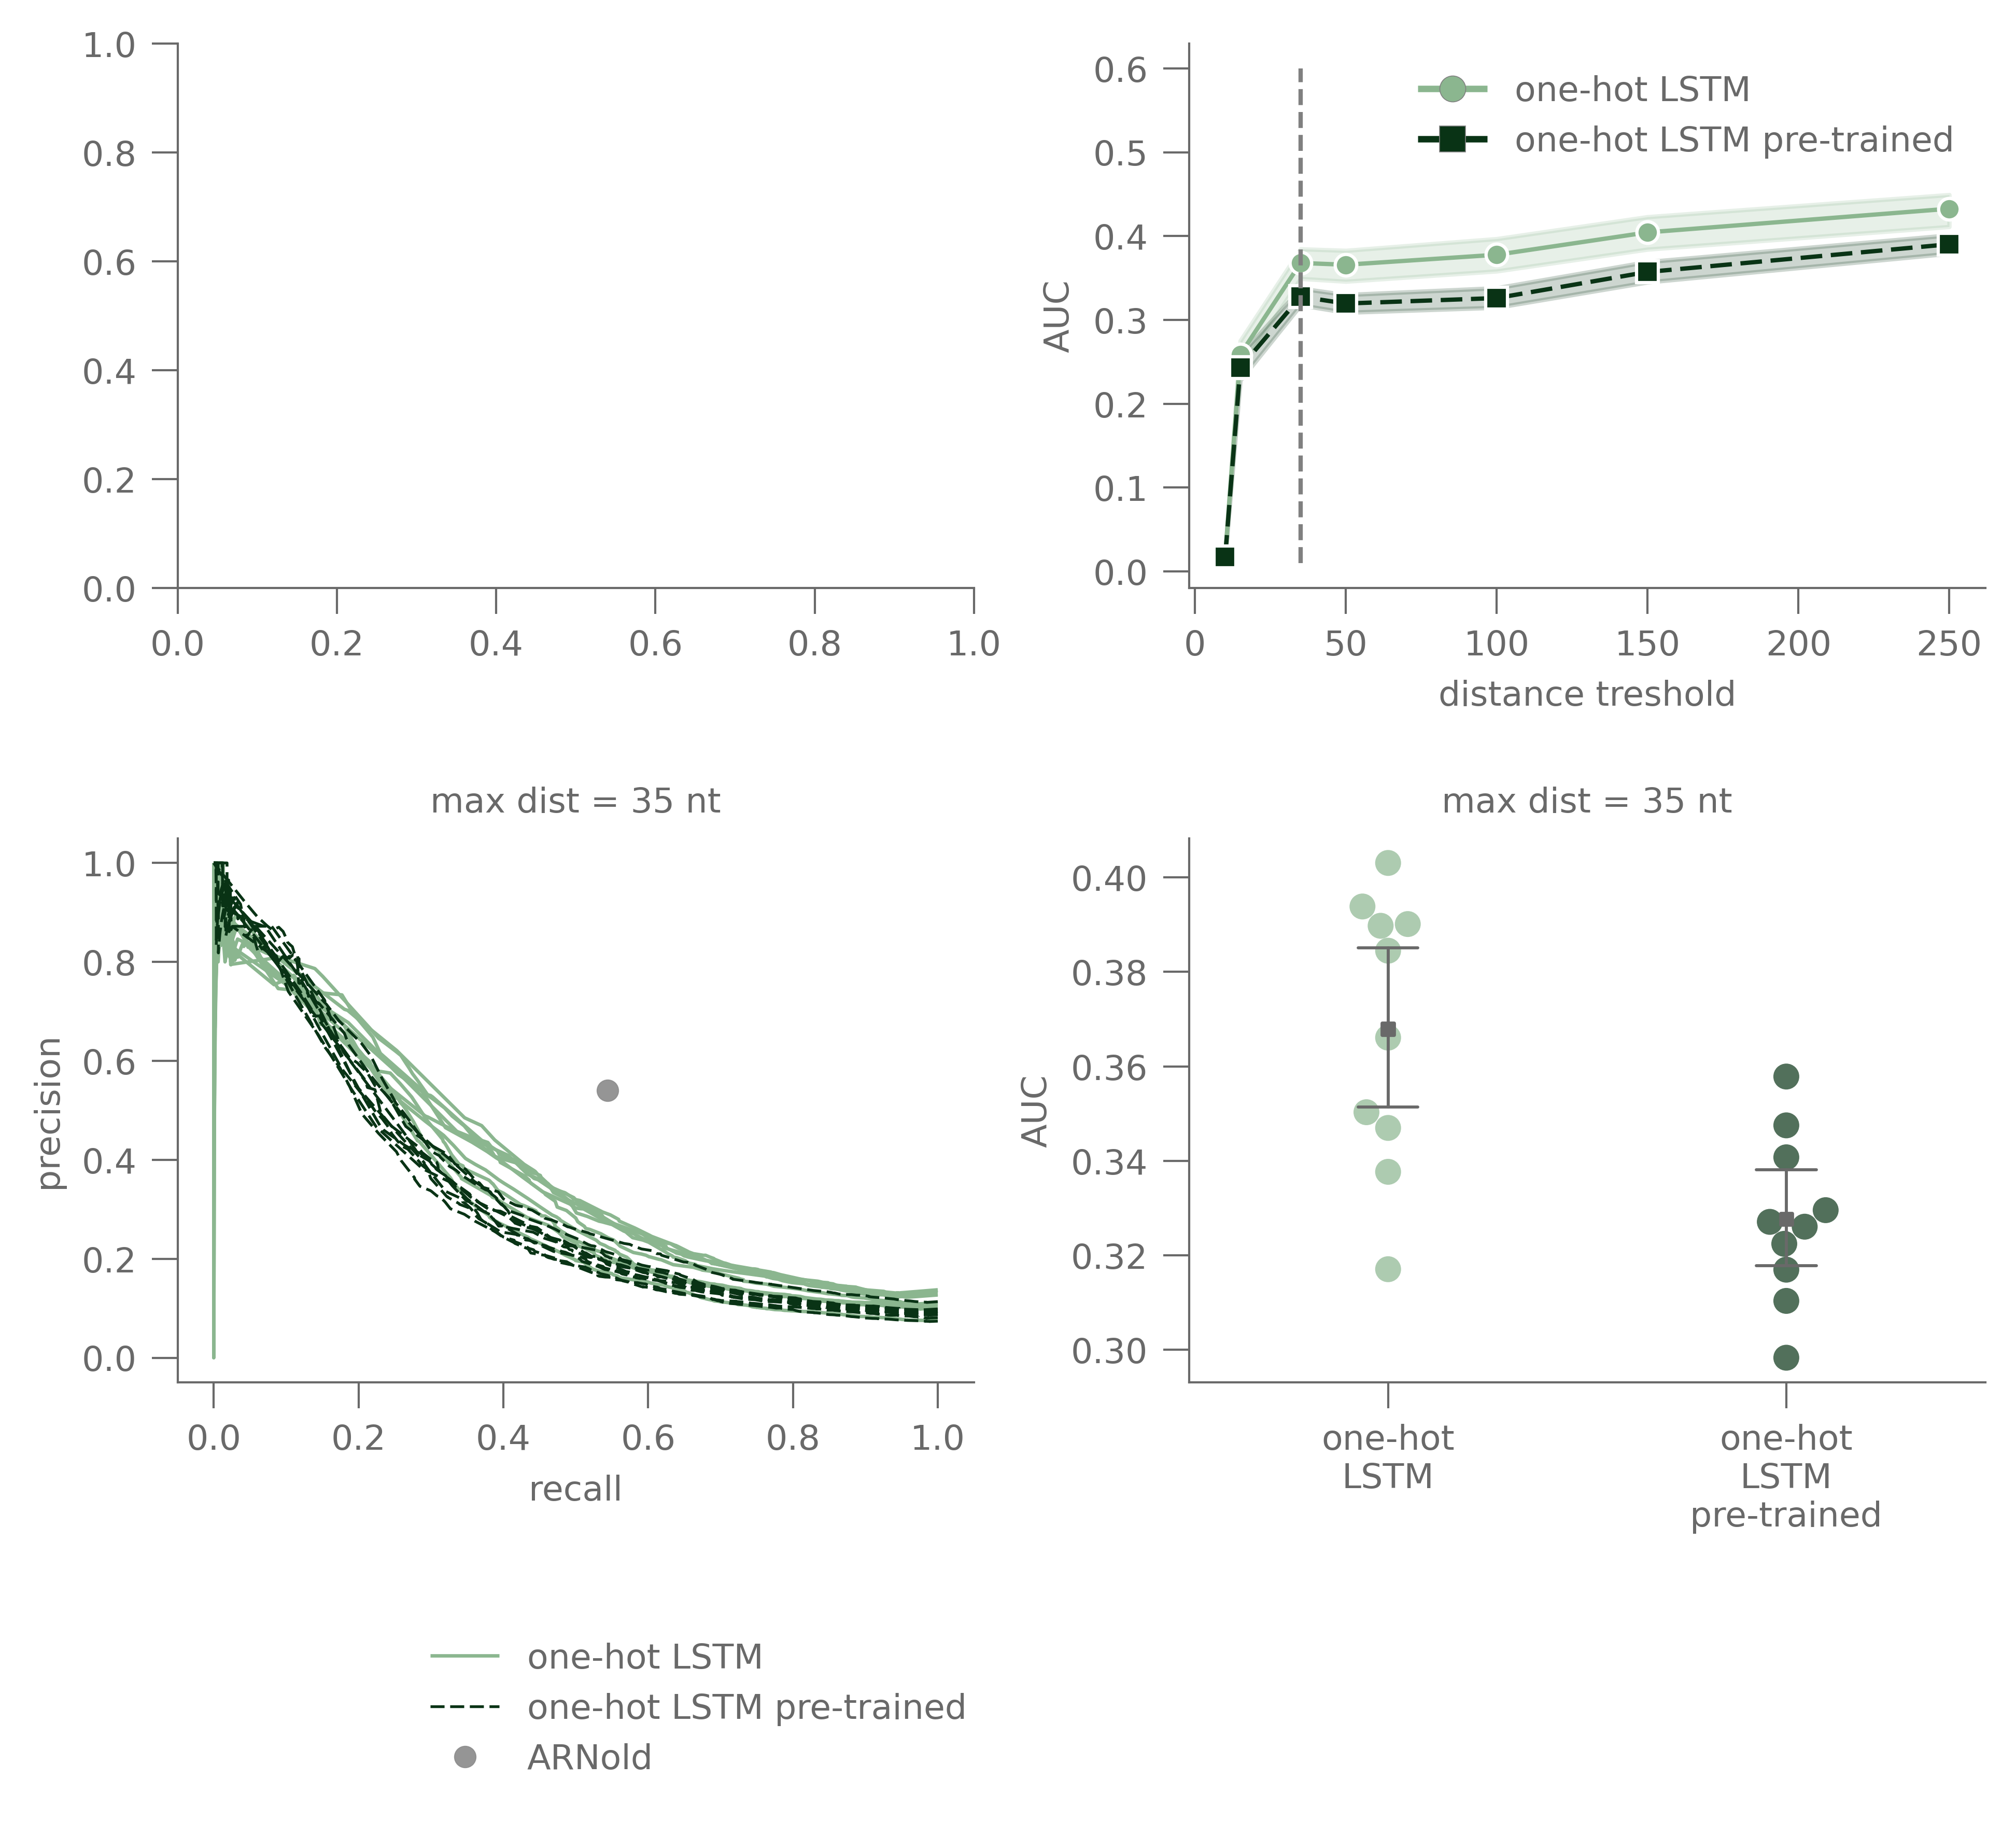 1.0
0.8
0.6
0.4
0.2
0.0
0.0 0.2 0.4 0.6 0.8 1.0
0.6
0.5
0.4
0.3
0.2
0.1
0.0
AUC
one-hot LSTM
one-hot LSTM pre-trained
0 50 100 150 200 250
distance treshold
max dist = 35 nt
1.0
0.8
0.6
0.4
0.2
0.0
precision
0.0 0.2 0.4 0.6 0.8 1.0
recall
max dist = 35 nt
0.40
0.38
0.36
0.34
0.32
0.30
AUC
one-hot
LSTM
one-hot
LSTM
pre-trained
one-hot LSTM
one-hot LSTM pre-trained
ARNold